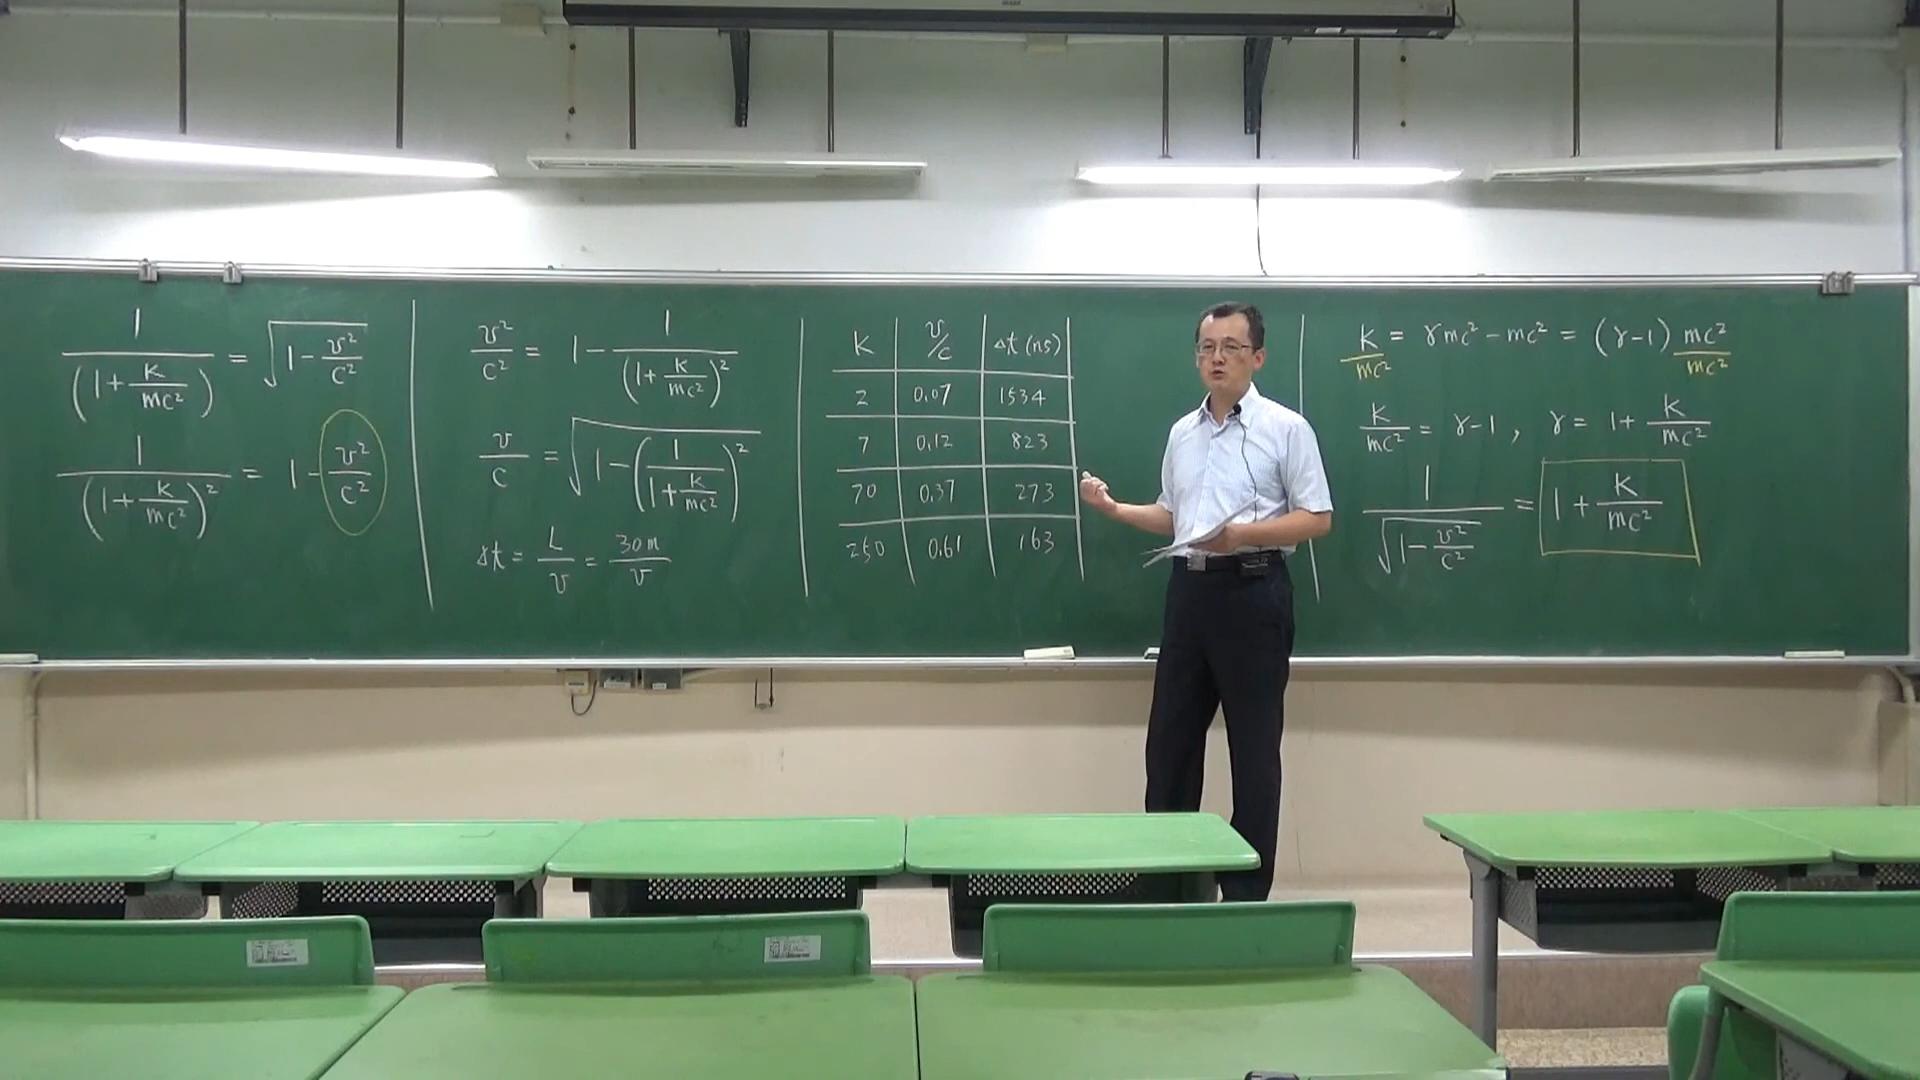 1/(1+K/mc²) = √(1-v²/c²)
1/(1+K/mc²)² = 1-v²/c²
v²/c² = 1-1/(1+K/mc²)²
v/c = √(1-(1/(1+K/mc²))²)
Δt = L/v = 30m/v
K v/c Δt (ns)
2 0.07 1534
7 0.12 823
70 0.37 273
250 0.61 163
K/mc² = γmc²-mc² = (γ-1) mc²/mc²
K/mc² = γ-1, γ = 1+K/mc²
1/√(1-v²/c²) = 1+K/mc²